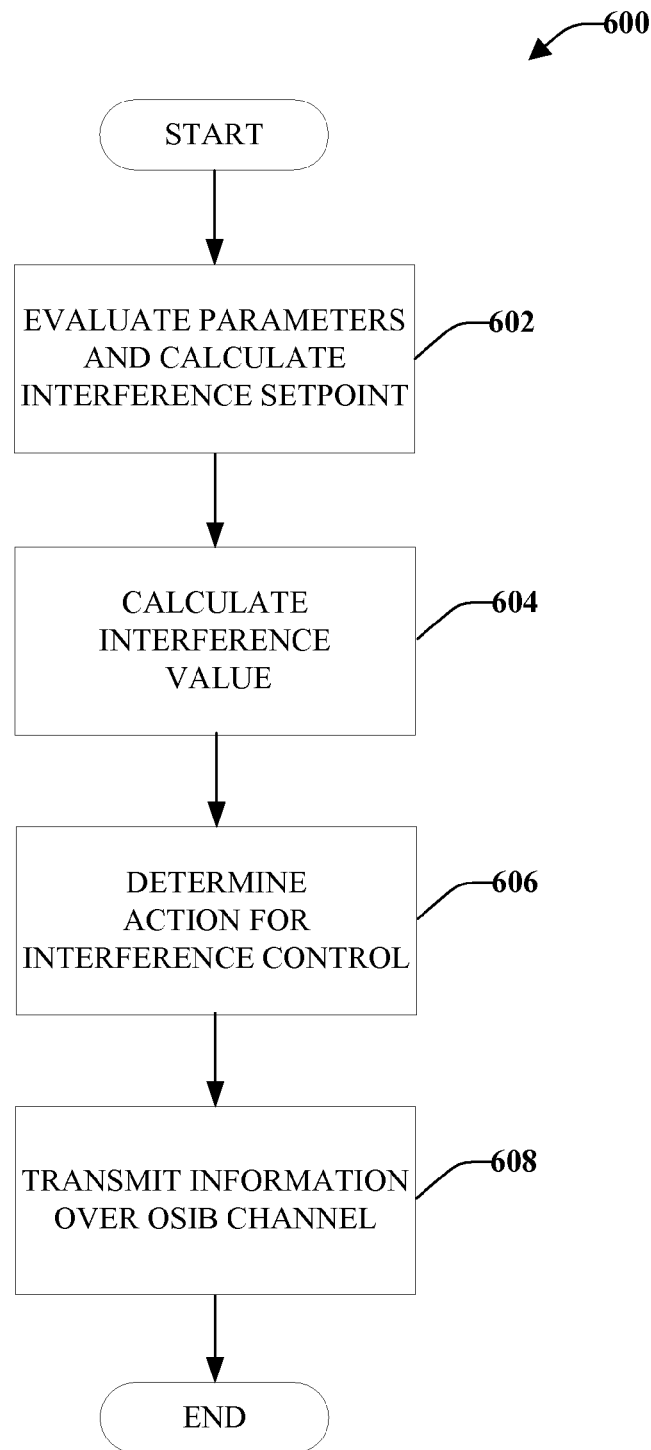 600
START
EVALUATE PARAMETERS
AND CALCULATE
INTERFERENCE SETPOINT
602
CALCULATE
INTERFERENCE
VALUE
604
DETERMINE
ACTION FOR
INTERFERENCE CONTROL
606
TRANSMIT INFORMATION
OVER OSIB CHANNEL
608
END